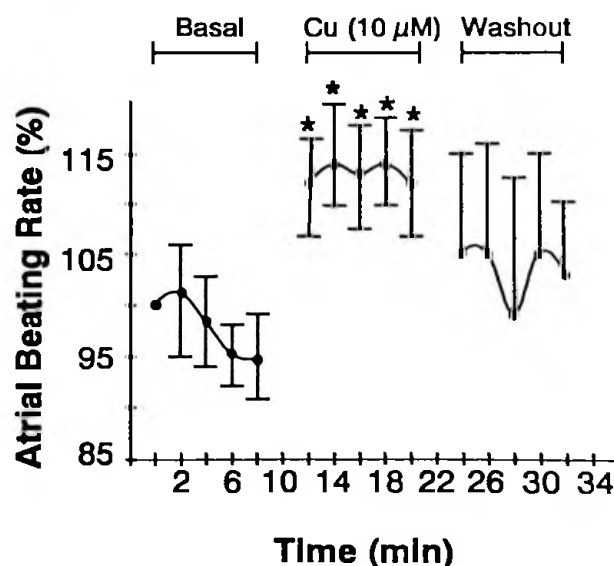 Basal Cu (10 µM) Washout
* * * * *
Atrial Beating Rate (%)
115
105
95
85
2 6 10 14 18 22 26 30 34
Time (min)